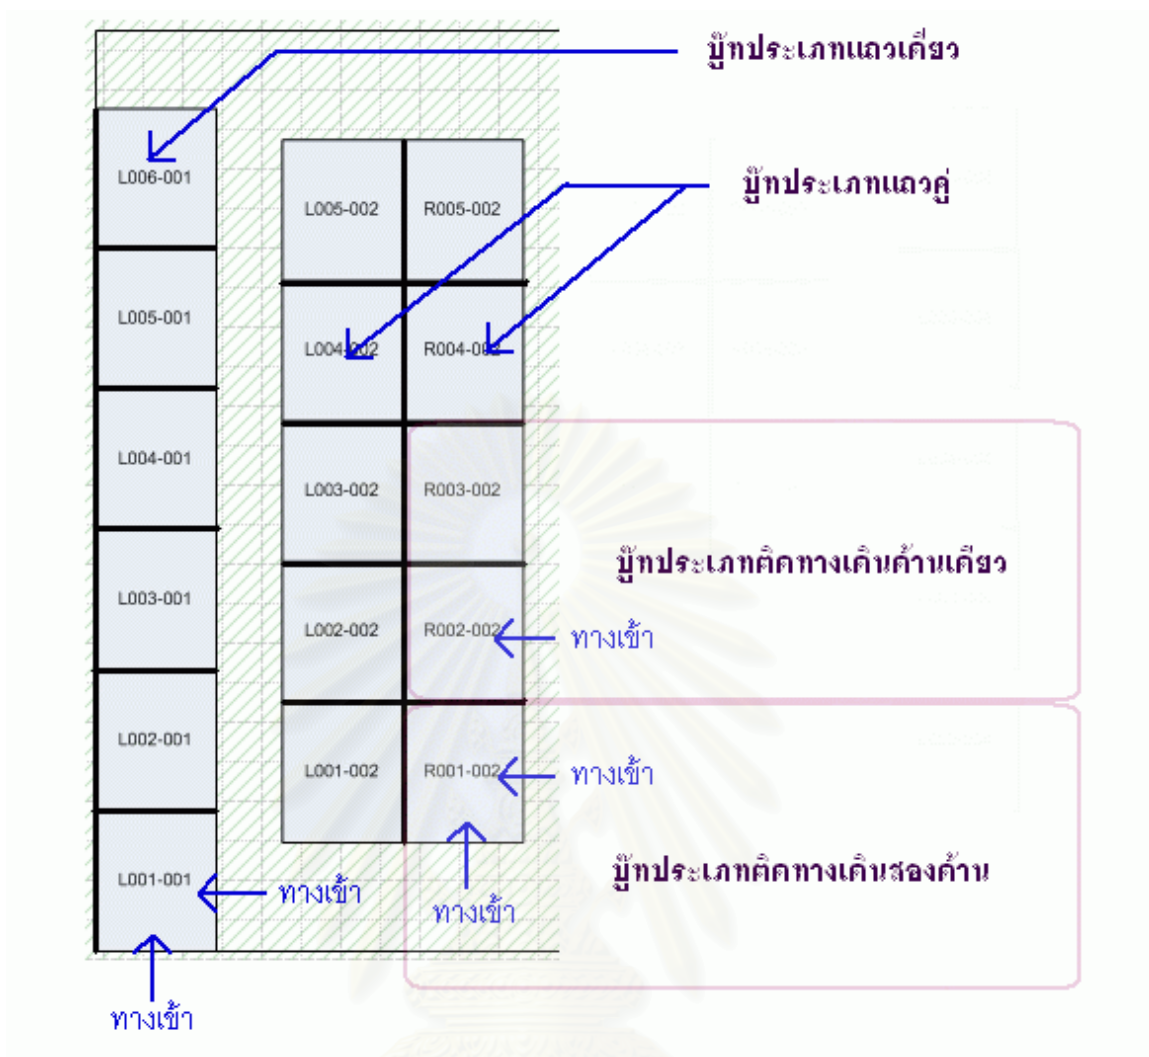 บู๊ทประเภทแถวเดี่ยว
L006-001
บู๊ทประเภทแถวคู่
L005-002 R005-002
L005-001
L004-002 R004-002
L004-001
L003-002 R003-002
บู๊ทประเภทติดทางเดินด้านเดียว
L003-001
L002-002 R002-002 ทางเข้า
L002-001
L001-002 R001-002 ทางเข้า
บู๊ทประเภทติดทางเดินสองด้าน
L001-001 ทางเข้า
ทางเข้า
ทางเข้า